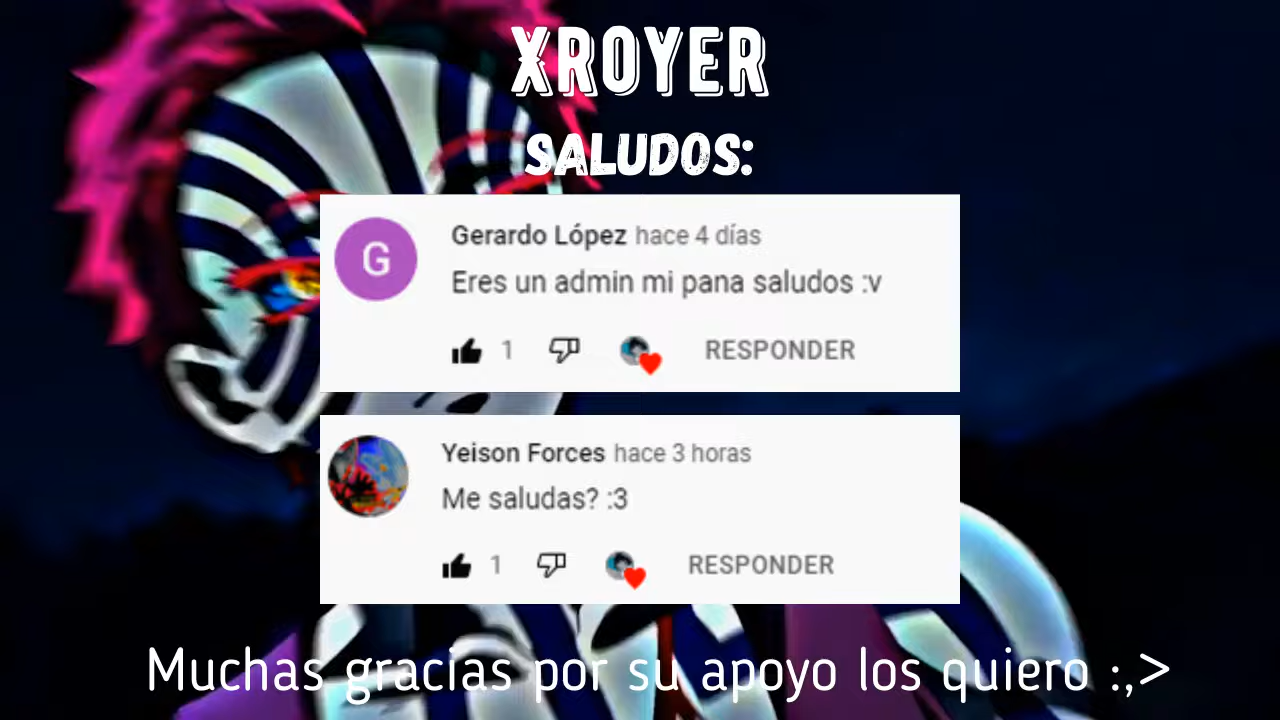 XROYER
SALUDOS:
G
Gerardo López hace 4 días
Eres un admin mi pana saludos :v
1 RESPONDER
Yeison Forces hace 3 horas
Me saludas? :3
1 RESPONDER
Muchas gracias por su apoyo los quiero :,>